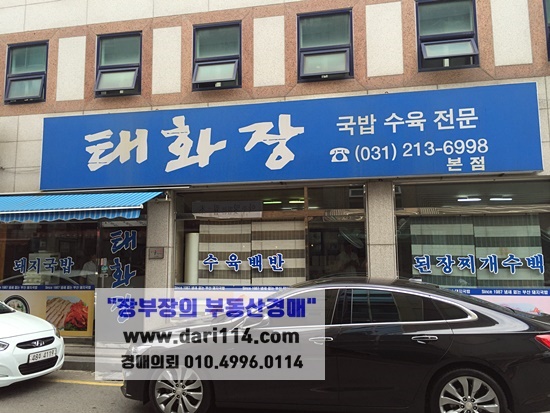 태화장
국밥 수육 전문
☎ (031) 213-6998
본점
돼지국밥
태화장
수육백반
된장찌개수백
"장부장의 부동산경매"
www.dari114.com
경매의뢰 010.4996.0114